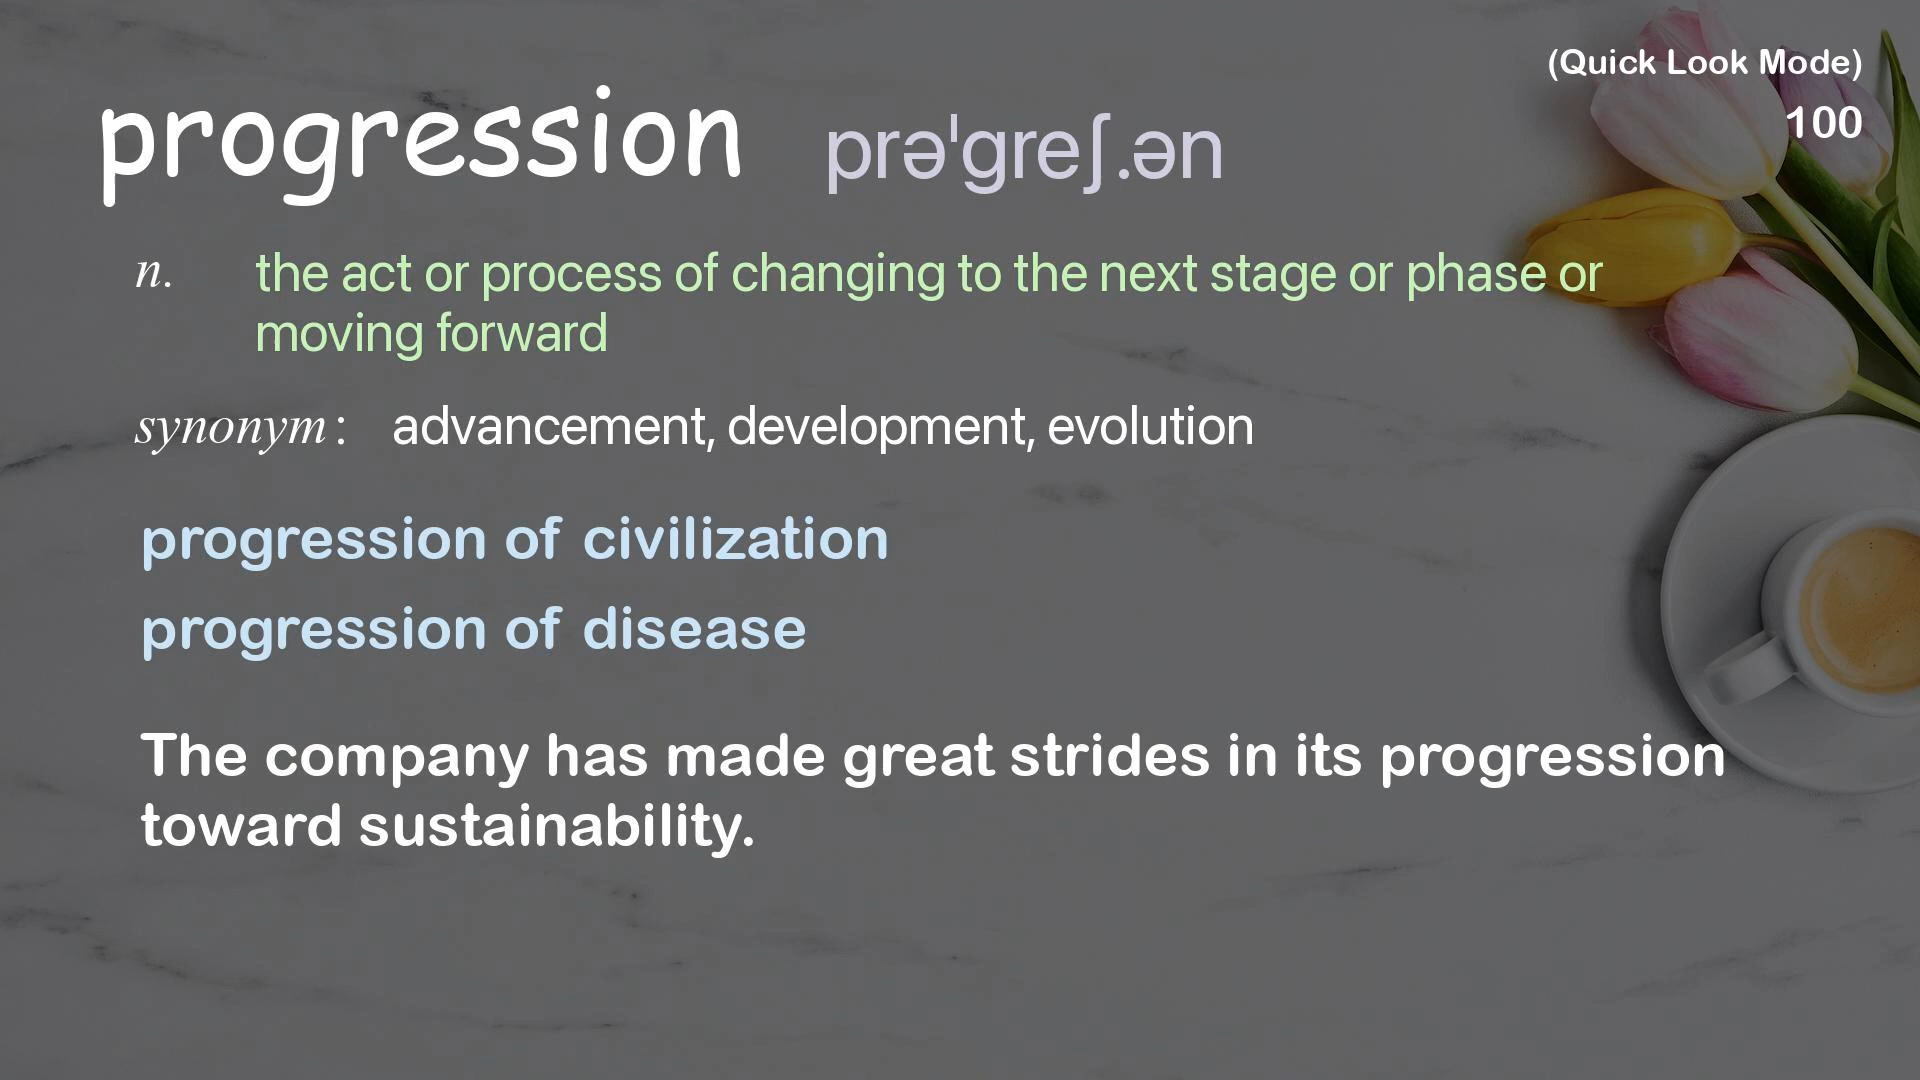 (Quick Look Mode)
100
progression prəˈgreʃ.ən
n. the act or process of changing to the next stage or phase or
moving forward
synonym: advancement, development, evolution
progression of civilization
progression of disease
The company has made great strides in its progression
toward sustainability.